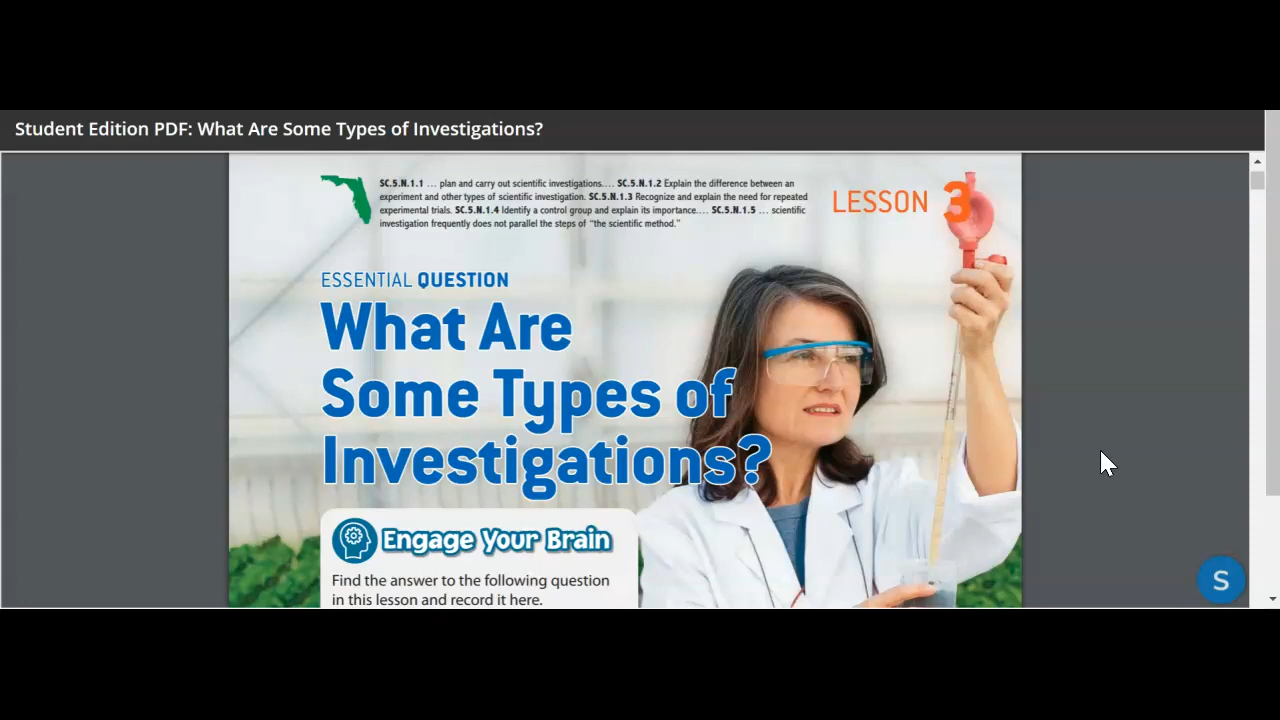 Student Edition PDF: What Are Some Types of Investigations?
SC.5.N.1.1 … plan and carry out scientific investigations.… SC.5.N.1.2 Explain the difference between an
experiment and other types of scientific investigation. SC.5.N.1.3 Recognize and explain the need for repeated
experimental trials. SC.5.N.1.4 Identify a control group and explain its importance.… SC.5.N.1.5 … scientific
investigation frequently does not parallel the steps of “the scientific method.”
LESSON 3
ESSENTIAL QUESTION
What Are
Some Types of
Investigations?
Engage Your Brain
Find the answer to the following question
in this lesson and record it here.
S